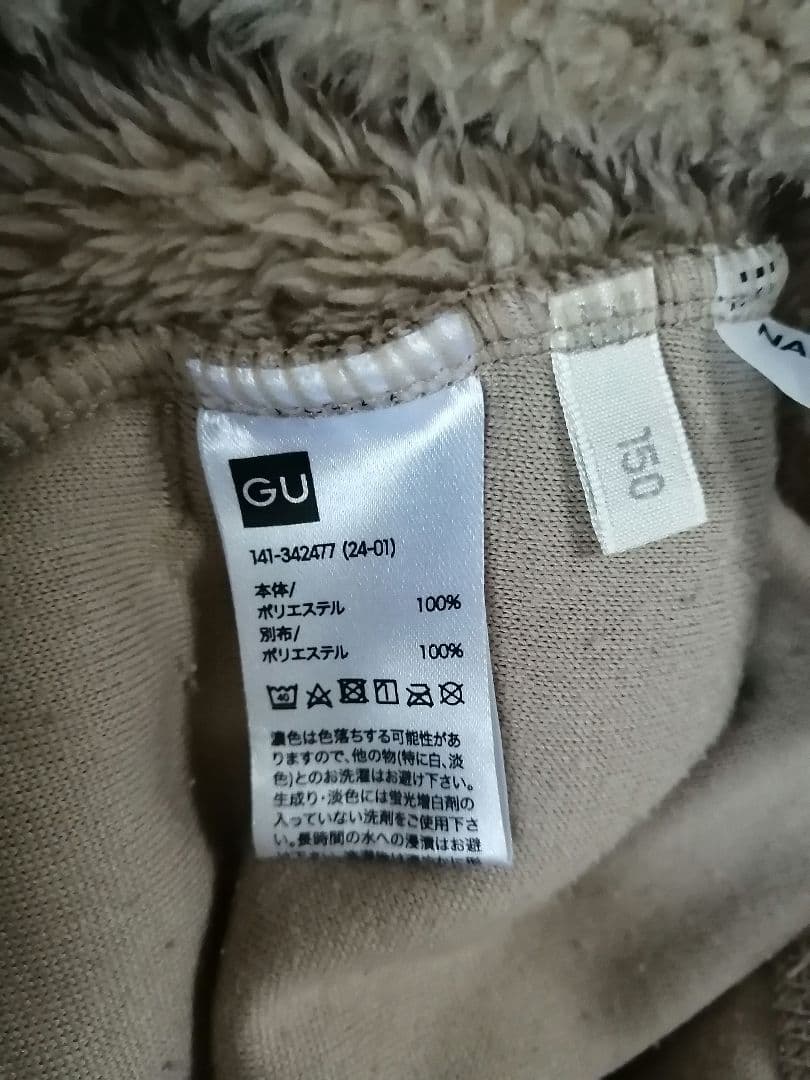 GU
141-342477 (24-01)
本体/
ポリエステル 100%
別布/
ポリエステル 100%
40
濃色は色落ちする可能性があ
りますので、他の物(特に白、淡
色)とのお洗濯はお避け下さい。
生成り・淡色には蛍光増白剤の
入っていない洗剤をご使用下さ
い。長時間の水への浸漬はお避
150
NA